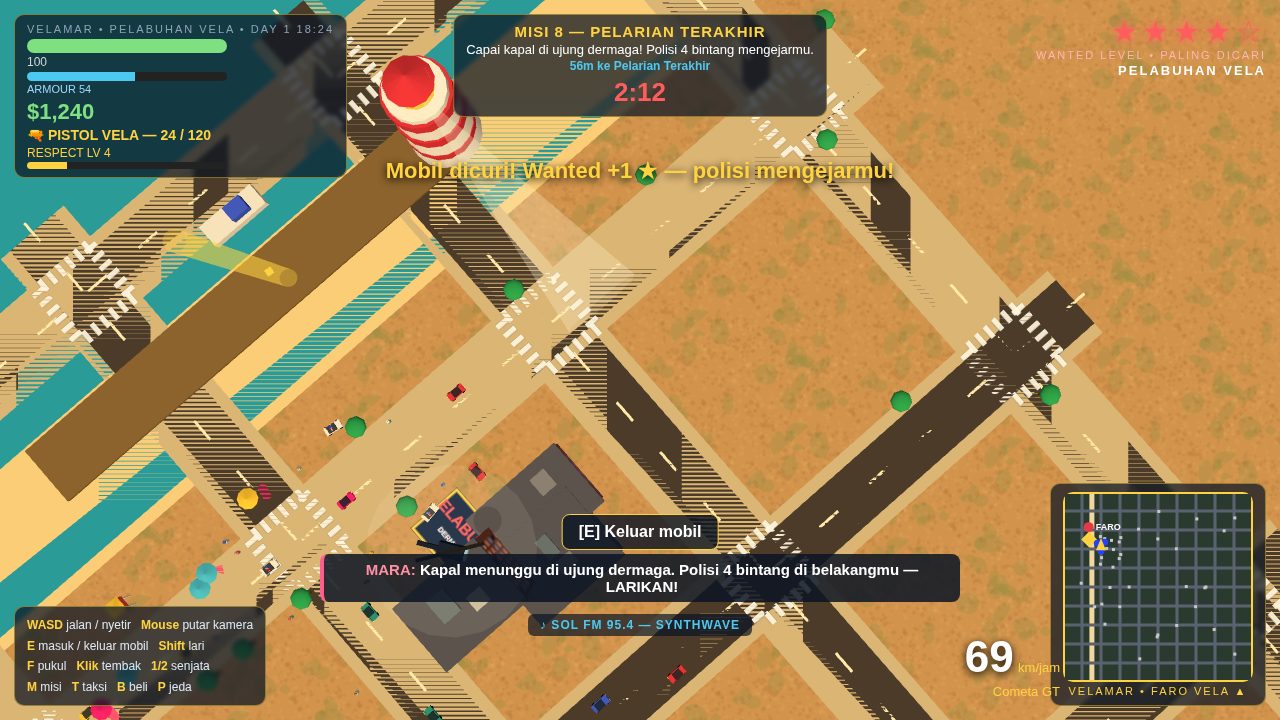 VELAMAR • PELABUHAN VELA • DAY 1 18:24
100
ARMOUR 54
$1,240
PISTOL VELA — 24 / 120
RESPECT LV 4
MISI 8 — PELARIAN TERAKHIR
Capai kapal di ujung dermaga! Polisi 4 bintang mengejarmu.
56m ke Pelarian Terakhir
2:12
★★★★☆
WANTED LEVEL • PALING DICARI
PELABUHAN VELA
Mobil dicuri! Wanted +1 ★ — polisi mengejarmu!
[E] Keluar mobil
MARA: Kapal menunggu di ujung dermaga. Polisi 4 bintang di belakangmu —
LARIKAN!
♪ SOL FM 95.4 — SYNTHWAVE
WASD jalan / nyetir Mouse putar kamera
E masuk / keluar mobil Shift lari
F pukul Klik tembak 1/2 senjata
M misi T taksi B beli P jeda
FARO
69 km/jam
Cometa GT
VELAMAR • FARO VELA ▲